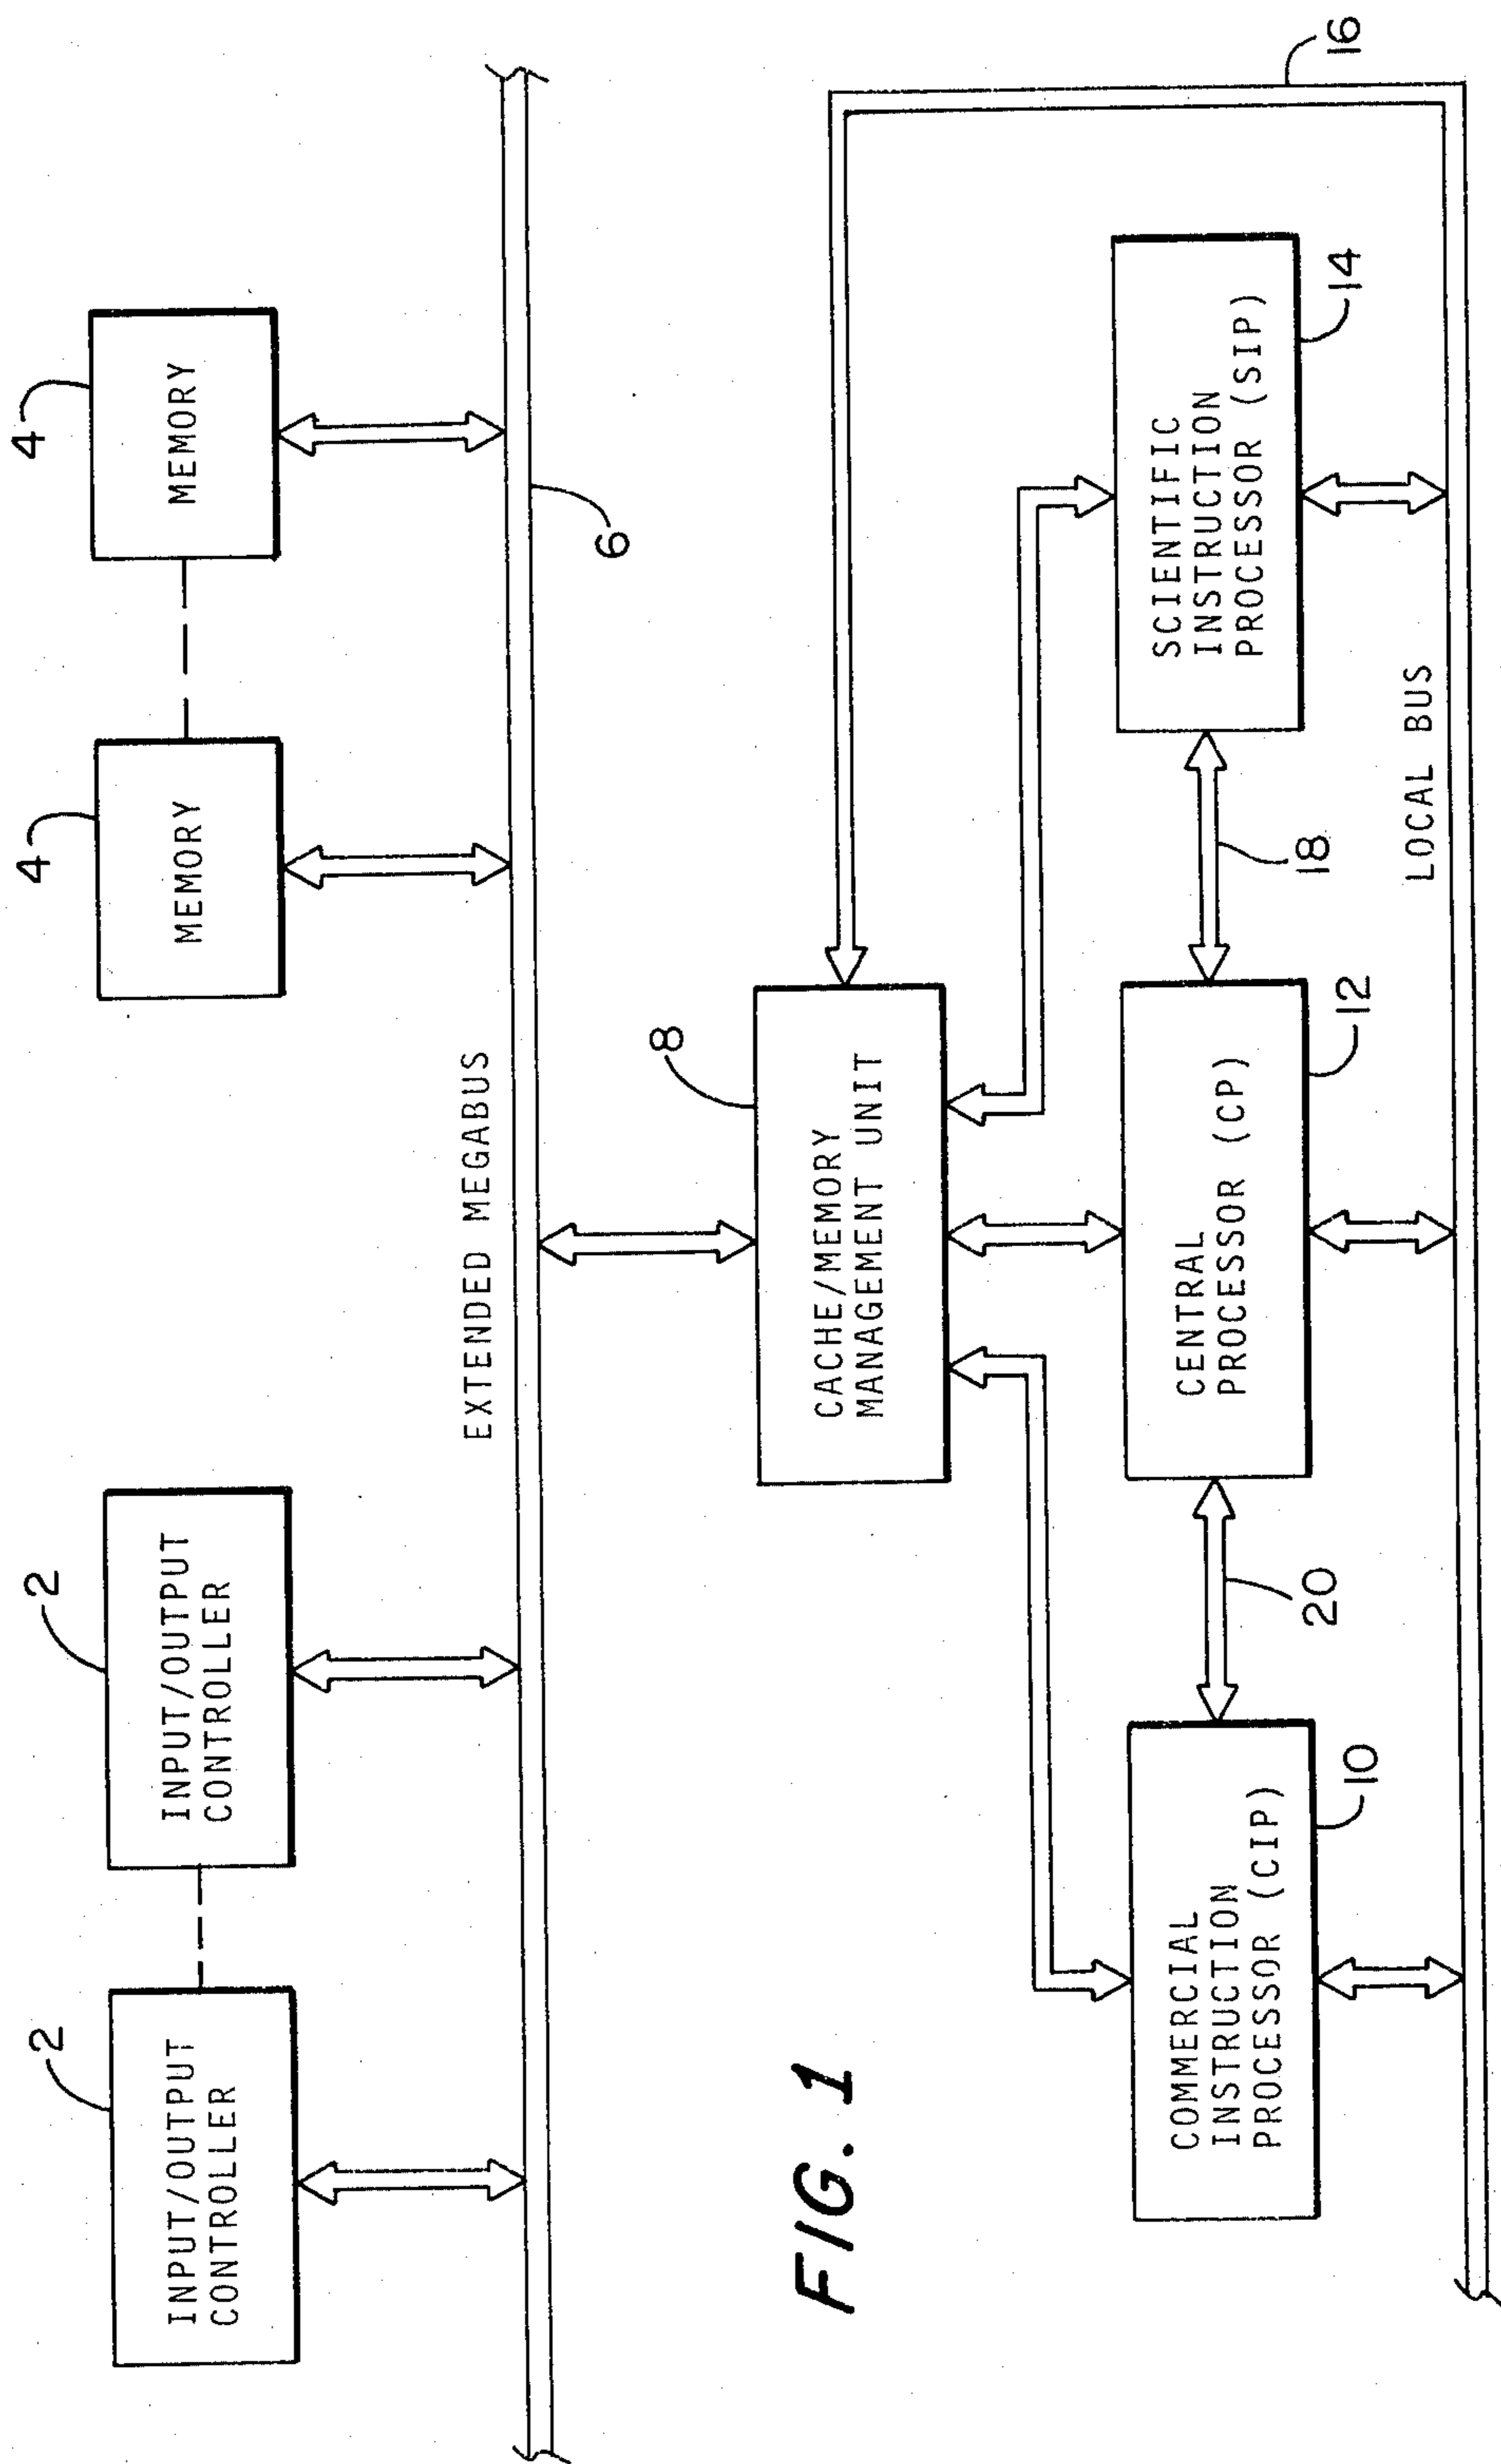 2
INPUT/OUTPUT
CONTROLLER
2
INPUT/OUTPUT
CONTROLLER
4
MEMORY
4
MEMORY
EXTENDED MEGABUS
6
8
CACHE/MEMORY
MANAGEMENT UNIT
FIG. 1
COMMERCIAL
INSTRUCTION
PROCESSOR (CIP)
10
20
CENTRAL
PROCESSOR (CP)
12
18
SCIENTIFIC
INSTRUCTION
PROCESSOR (SIP)
14
LOCAL BUS
16